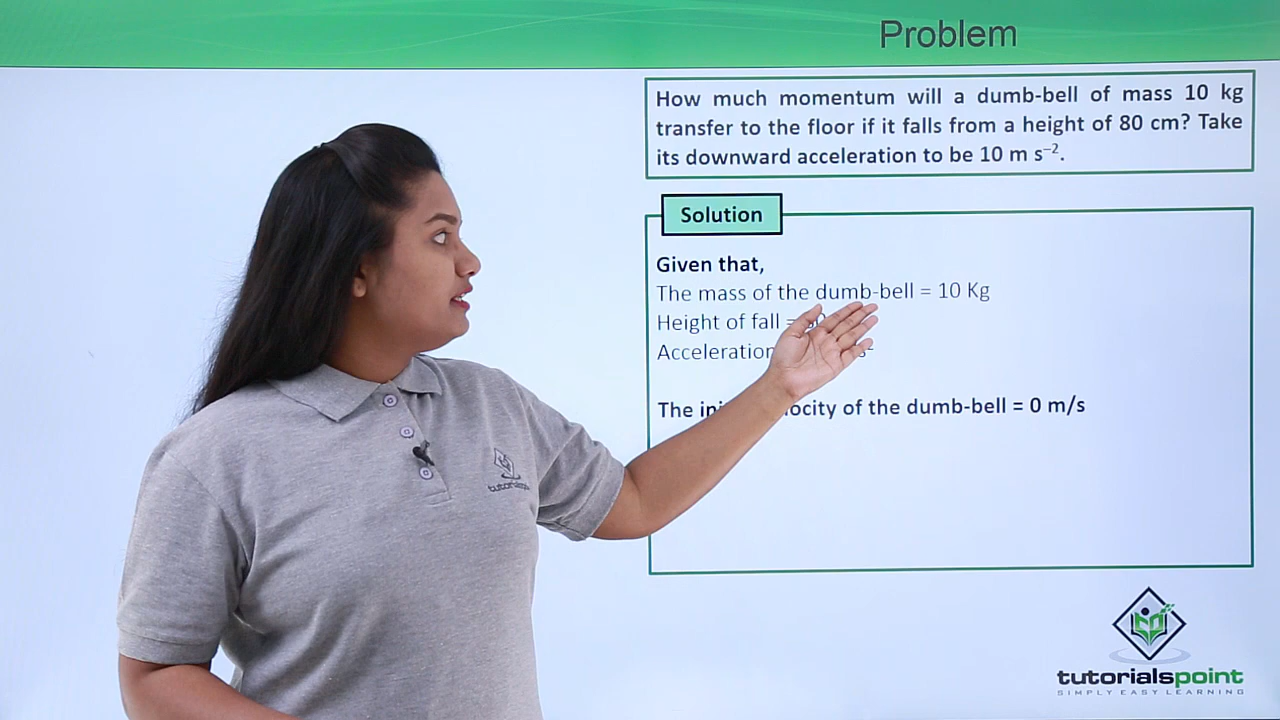 Problem
How much momentum will a dumb-bell of mass 10 kg
transfer to the floor if it falls from a height of 80 cm? Take
its downward acceleration to be 10 m s⁻².
Solution
Given that,
The mass of the dumb-bell = 10 Kg
Height of fall =
Acceleration
The velocity of the dumb-bell = 0 m/s
tutorialspoint
tutorialspoint
SIMPLY EASY LEARNING